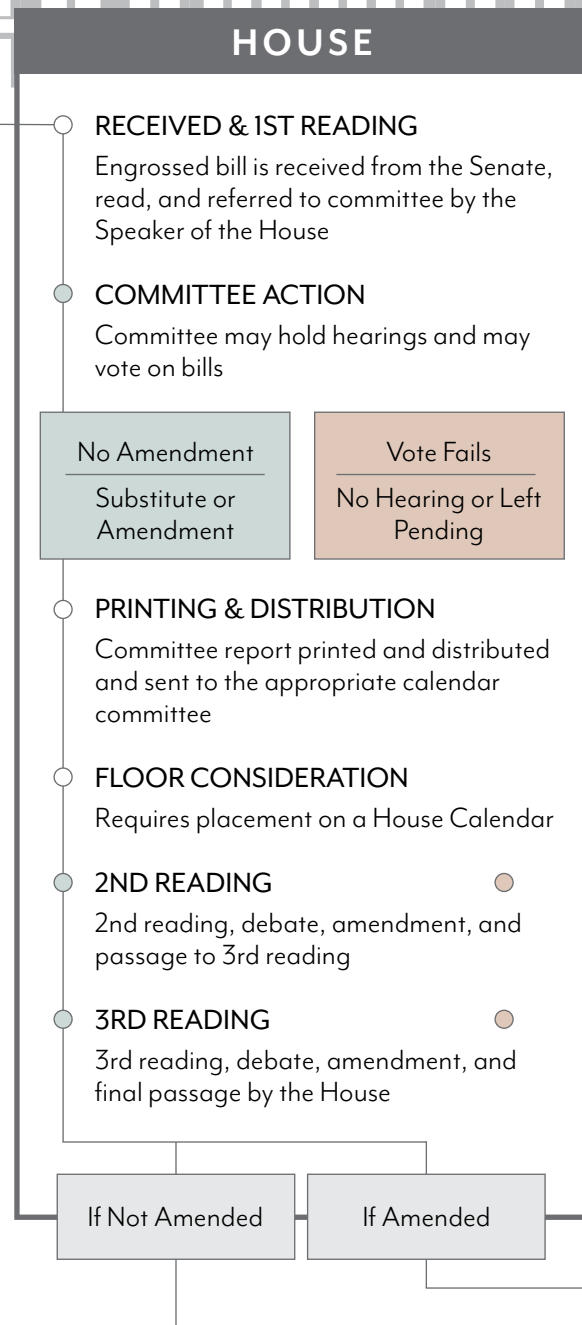 HOUSE
RECEIVED & 1ST READING
Engrossed bill is received from the Senate,
read, and referred to committee by the
Speaker of the House
COMMITTEE ACTION
Committee may hold hearings and may
vote on bills
No Amendment
Substitute or
Amendment
Vote Fails
No Hearing or Left
Pending
PRINTING & DISTRIBUTION
Committee report printed and distributed
and sent to the appropriate calendar
committee
FLOOR CONSIDERATION
Requires placement on a House Calendar
2ND READING
2nd reading, debate, amendment, and
passage to 3rd reading
3RD READING
3rd reading, debate, amendment, and
final passage by the House
If Not Amended
If Amended